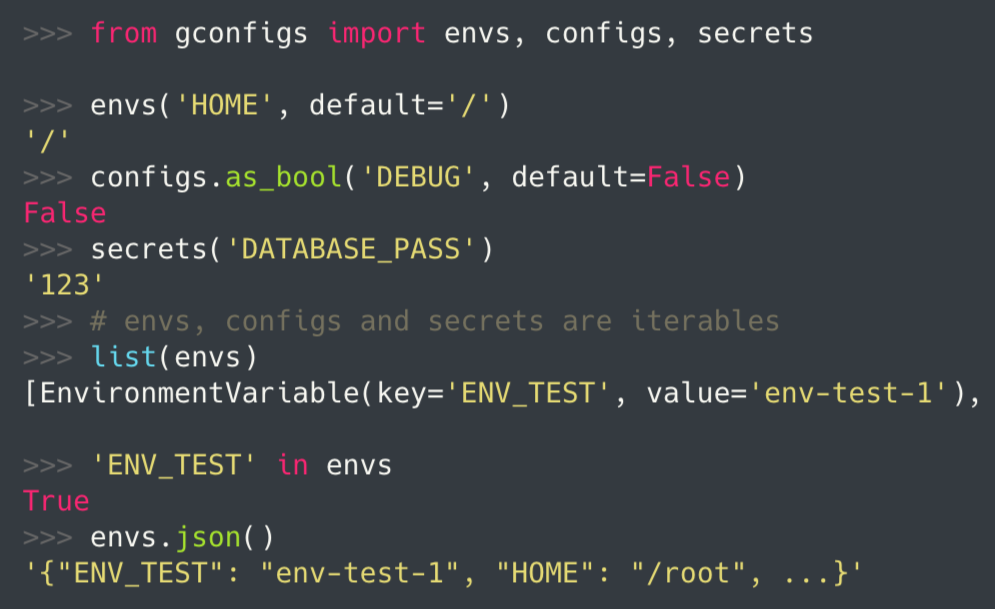 >>> from gconfigs import envs, configs, secrets
>>> envs('HOME', default='/')
'/'
>>> configs.as_bool('DEBUG', default=False)
False
>>> secrets('DATABASE_PASS')
'123'
>>> # envs, configs and secrets are iterables
>>> list(envs)
[EnvironmentVariable(key='ENV_TEST', value='env-test-1'),
>>> 'ENV_TEST' in envs
True
>>> envs.json()
'{"ENV_TEST": "env-test-1", "HOME": "/root", ...}'